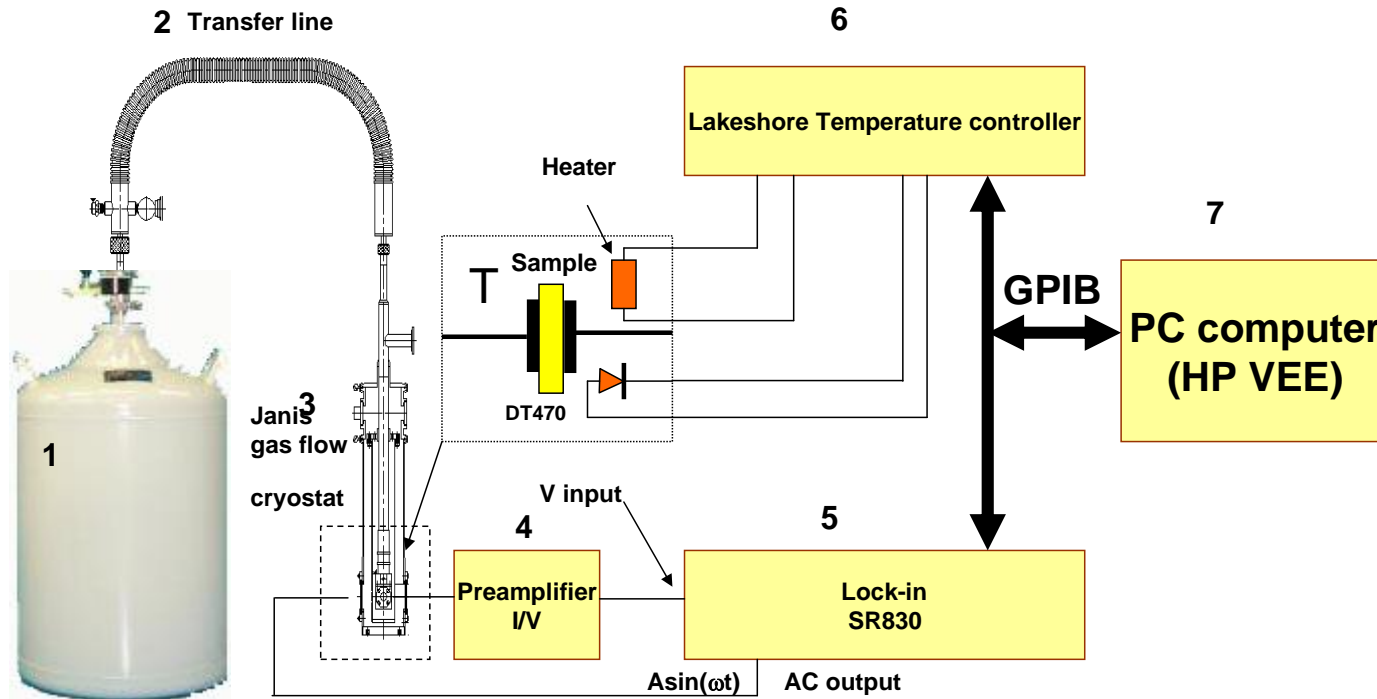 2 Transfer line
6
Lakeshore Temperature controller
Heater
7
Sample
T
GPIB
PC computer
(HP VEE)
DT470
3
Janis
gas flow
cryostat
1
V input
4
5
Preamplifier
I/V
Lock-in
SR830
Asin(ωt) AC output